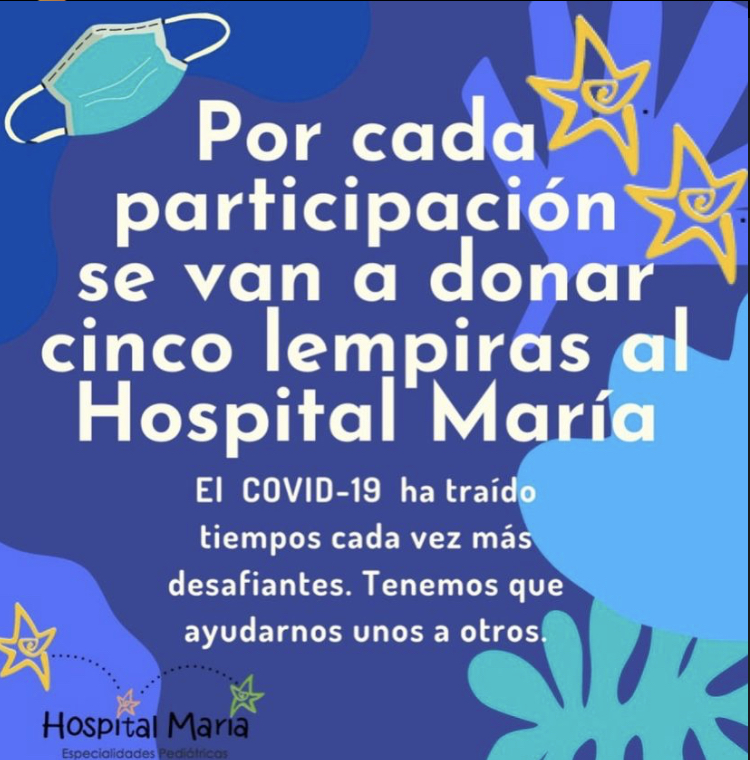 Por cada
participación
se van a donar
cinco lempiras al
Hospital María
El COVID-19 ha traído
tiempos cada vez más
desafiantes. Tenemos que
ayudarnos unos a otros.
Hospital María
Especialidades Pediátricas